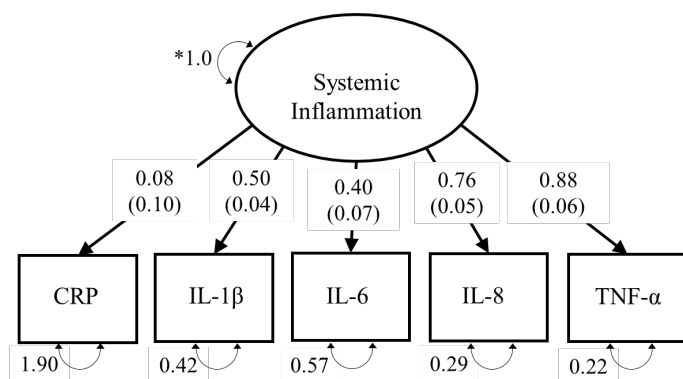 *1.0
Systemic
Inflammation
0.08
(0.10)
0.50
(0.04)
0.40
(0.07)
0.76
(0.05)
0.88
(0.06)
CRP
IL-1β
IL-6
IL-8
TNF-α
1.90
0.42
0.57
0.29
0.22